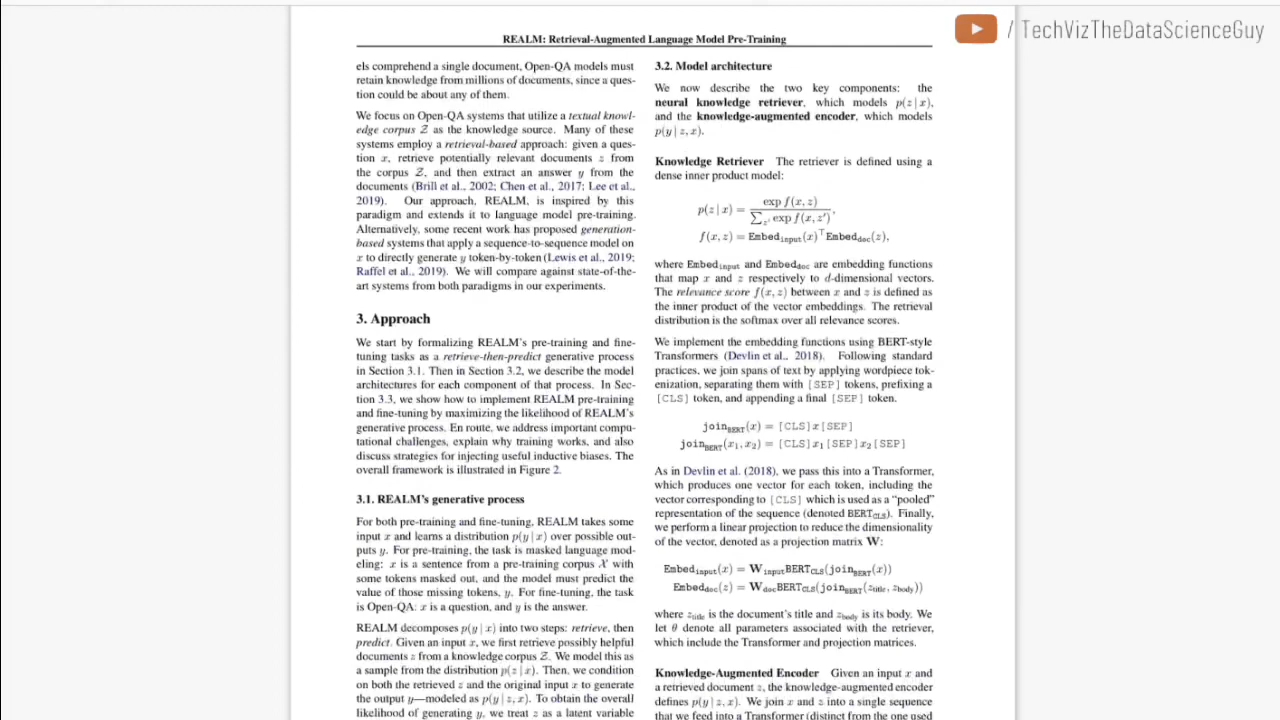 / TechVizTheDataScienceGuy
REALM: Retrieval-Augmented Language Model Pre-Training
els comprehend a single document, Open-QA models must
retain knowledge from millions of documents, since a ques-
tion could be about any of them.
We focus on Open-QA systems that utilize a textual knowl-
edge corpus Z as the knowledge source. Many of these
systems employ a retrieval-based approach: given a ques-
tion x, retrieve potentially relevant documents z from
the corpus Z, and then extract an answer y from the
documents (Brill et al., 2002; Chen et al., 2017; Lee et al.,
2019). Our approach, REALM, is inspired by this
paradigm and extends it to language model pre-training.
Alternatively, some recent work has proposed generation-
based systems that apply a sequence-to-sequence model on
x to directly generate y token-by-token (Lewis et al., 2019;
Raffel et al., 2019). We will compare against state-of-the-
art systems from both paradigms in our experiments.
3. Approach
We start by formalizing REALM's pre-training and fine-
tuning tasks as a retrieve-then-predict generative process
in Section 3.1. Then in Section 3.2, we describe the model
architectures for each component of that process. In Sec-
tion 3.3, we show how to implement REALM pre-training
and fine-tuning by maximizing the likelihood of REALM's
generative process. En route, we address important compu-
tational challenges, explain why training works, and also
discuss strategies for injecting useful inductive biases. The
overall framework is illustrated in Figure 2.
3.1. REALM's generative process
For both pre-training and fine-tuning, REALM takes some
input x and learns a distribution p(y | x) over possible out-
puts y. For pre-training, the task is masked language mod-
eling: x is a sentence from a pre-training corpus X with
some tokens masked out, and the model must predict the
value of those missing tokens, y. For fine-tuning, the task
is Open-QA: x is a question, and y is the answer.
REALM decomposes p(y | x) into two steps: retrieve, then
predict. Given an input x, we first retrieve possibly helpful
documents z from a knowledge corpus Z. We model this as
a sample from the distribution p(z | x). Then, we condition
on both the retrieved z and the original input x to generate
the output y—modeled as p(y | z, x). To obtain the overall
likelihood of generating y, we treat z as a latent variable
3.2. Model architecture
We now describe the two key components: the
neural knowledge retriever, which models p(z | x),
and the knowledge-augmented encoder, which models
p(y | z, x).
Knowledge Retriever The retriever is defined using a
dense inner product model:
p(z | x) = exp f(x, z) / ∑z′ exp f(x, z′),
f(x, z) = Embedinput(x)⊤Embeddoc(z),
where Embedinput and Embeddoc are embedding functions
that map x and z respectively to d-dimensional vectors.
The relevance score f(x, z) between x and z is defined as
the inner product of the vector embeddings. The retrieval
distribution is the softmax over all relevance scores.
We implement the embedding functions using BERT-style
Transformers (Devlin et al., 2018). Following standard
practices, we join spans of text by applying wordpiece tok-
enization, separating them with [SEP] tokens, prefixing a
[CLS] token, and appending a final [SEP] token.
joinBERT(x) = [CLS]x[SEP]
joinBERT(x1, x2) = [CLS]x1[SEP]x2[SEP]
As in Devlin et al. (2018), we pass this into a Transformer,
which produces one vector for each token, including the
vector corresponding to [CLS] which is used as a “pooled”
representation of the sequence (denoted BERTCLS). Finally,
we perform a linear projection to reduce the dimensionality
of the vector, denoted as a projection matrix W:
Embedinput(x) = WinputBERTCLS(joinBERT(x))
Embeddoc(z) = WdocBERTCLS(joinBERT(ztitle, zbody))
where ztitle is the document's title and zbody is its body. We
let θ denote all parameters associated with the retriever,
which include the Transformer and projection matrices.
Knowledge-Augmented Encoder Given an input x and
a retrieved document z, the knowledge-augmented encoder
defines p(y | z, x). We join x and z into a single sequence
that we feed into a Transformer (distinct from the one used